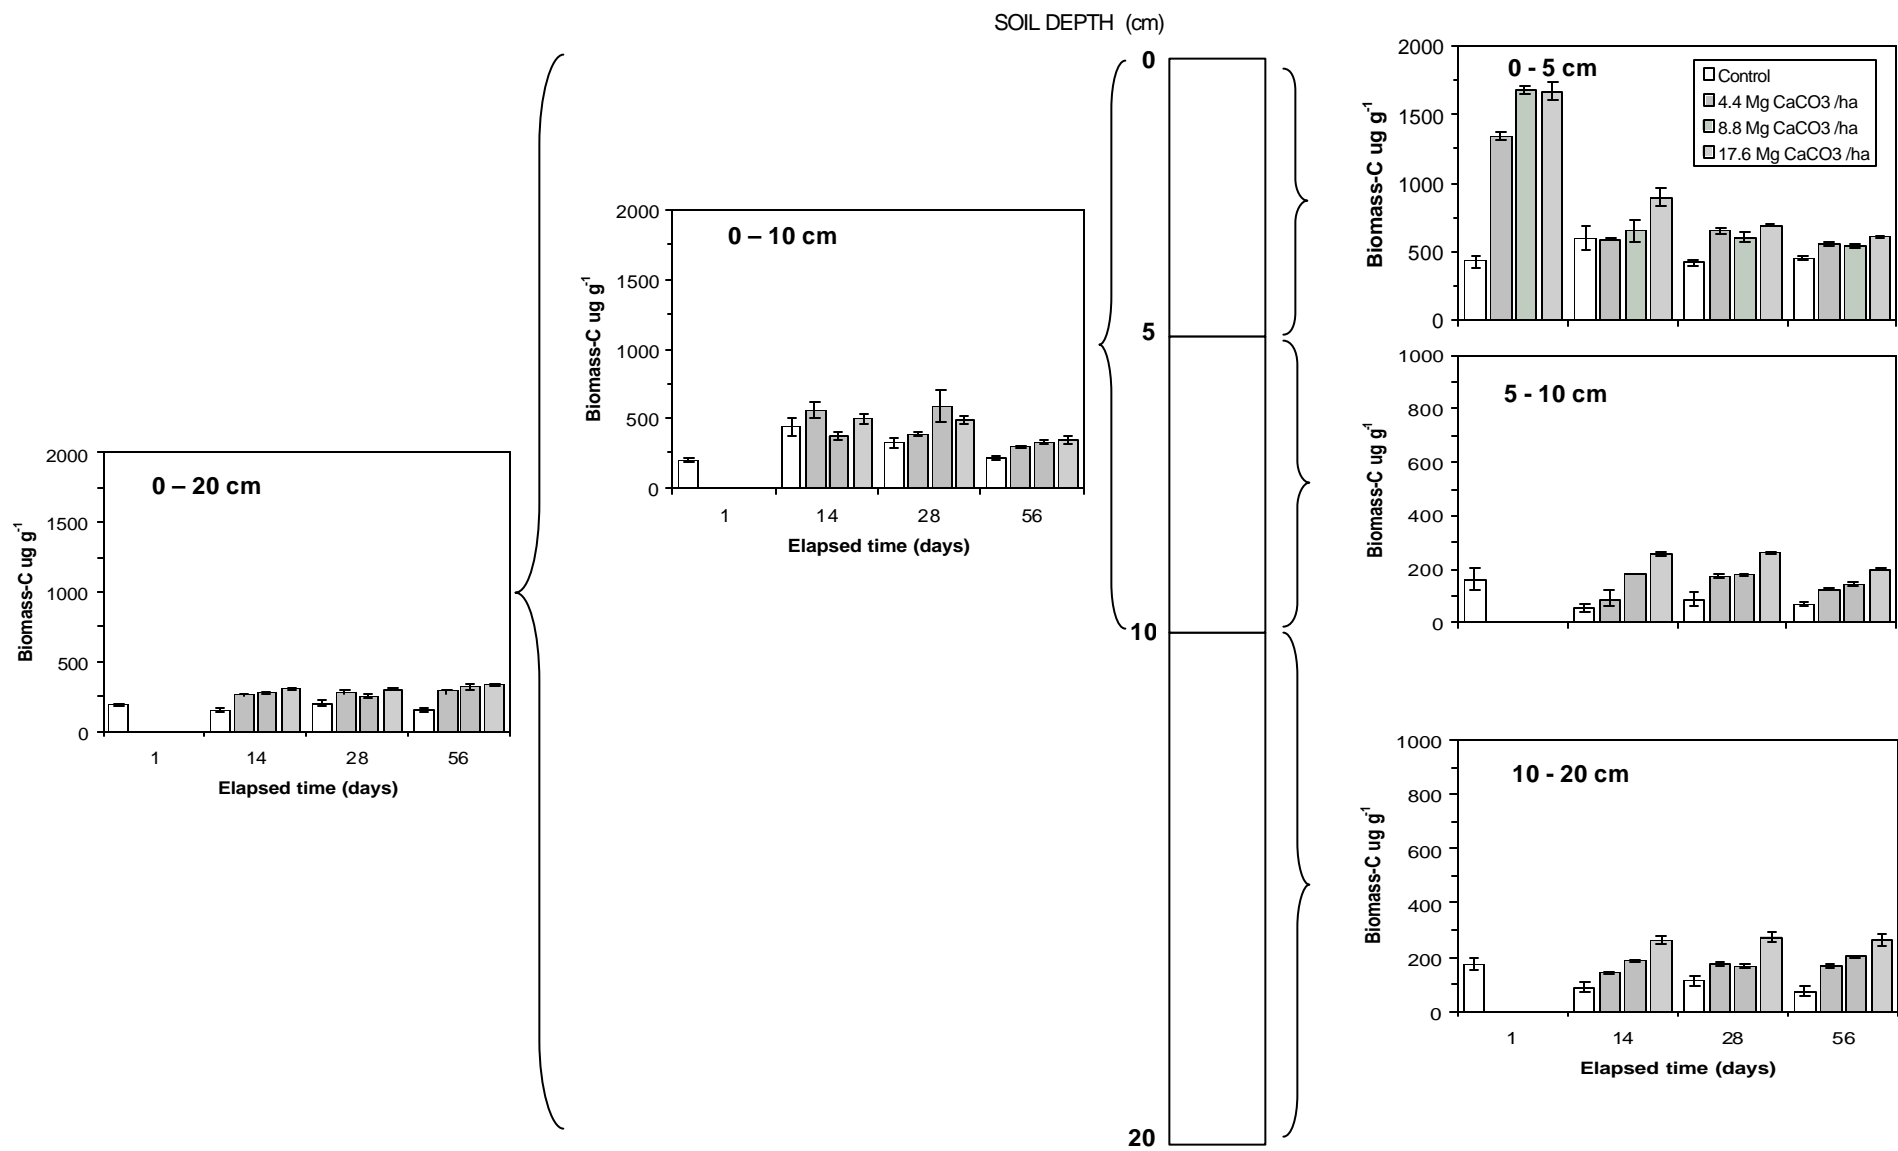 SOIL DEPTH (cm)
0
5
10
20
0 – 20 cm
Biomass-C ug g-1
2000
1500
1000
500
0
1 14 28 56
Elapsed time (days)
0 – 10 cm
Biomass-C ug g-1
2000
1500
1000
500
0
1 14 28 56
Elapsed time (days)
0 - 5 cm
Biomass-C ug g-1
2000
1500
1000
500
0
Control
4.4 Mg CaCO3 /ha
8.8 Mg CaCO3 /ha
17.6 Mg CaCO3 /ha
5 - 10 cm
Biomass-C ug g-1
1000
800
600
400
200
0
10 - 20 cm
Biomass-C ug g-1
1000
800
600
400
200
0
1 14 28 56
Elapsed time (days)